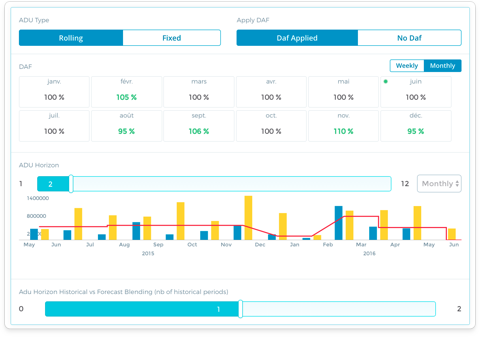 ADU Type
Apply DAF
Rolling
Fixed
Daf Applied
No Daf
DAF
Weekly
Monthly
janv. févr. mars avr. mai juin
100 % 105 % 100 % 100 % 100 % 100 %
juil. août sept. oct. nov. déc.
100 % 95 % 106 % 100 % 110 % 95 %
ADU Horizon
1
2
12
Monthly
1400000
800000
May Jun Jul Aug Sep Oct Nov Dec Jan Feb Mar Apr May Jun
2015 2016
Adu Horizon Historical vs Forecast Blending (nb of historical periods)
0
1
2